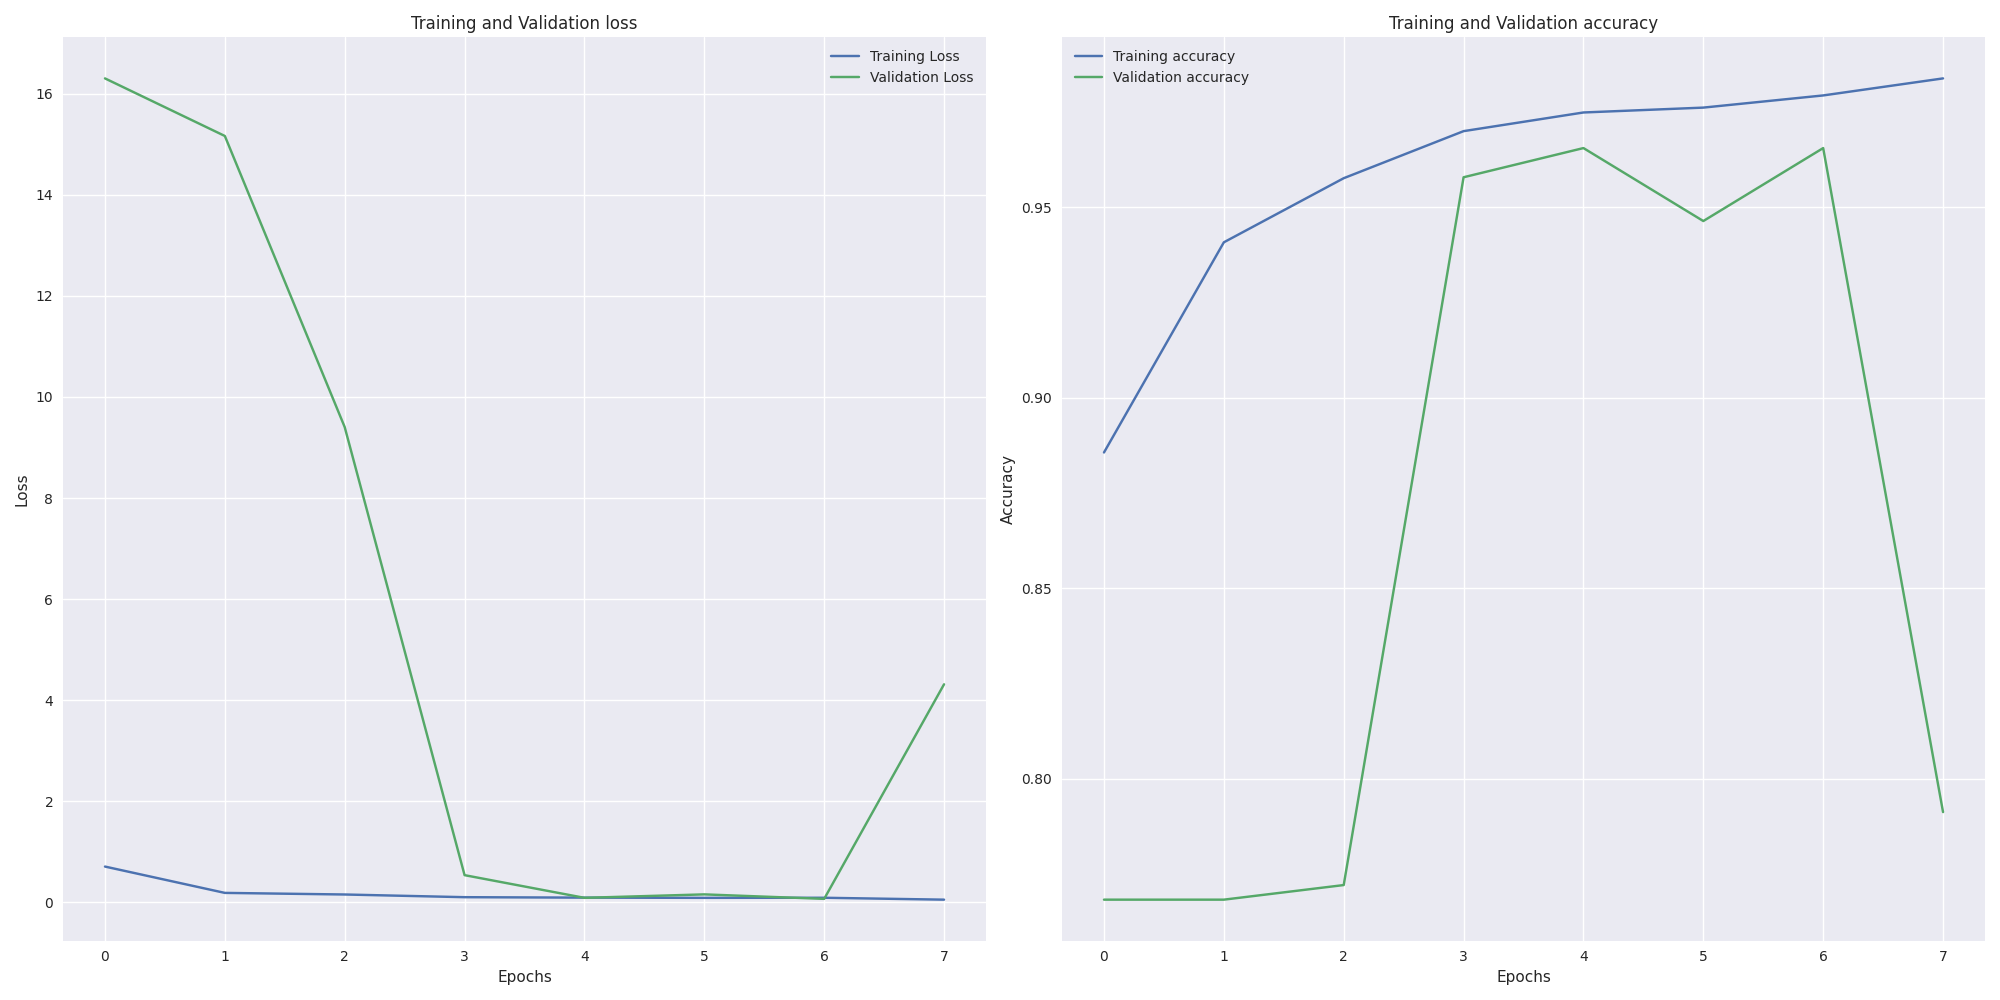 Training and Validation loss
Training Loss
Validation Loss
16
14
12
10
8
6
4
2
0
Loss
0 1 2 3 4 5 6 7
Epochs
Training and Validation accuracy
Training accuracy
Validation accuracy
0.95
0.90
0.85
0.80
Accuracy
0 1 2 3 4 5 6 7
Epochs